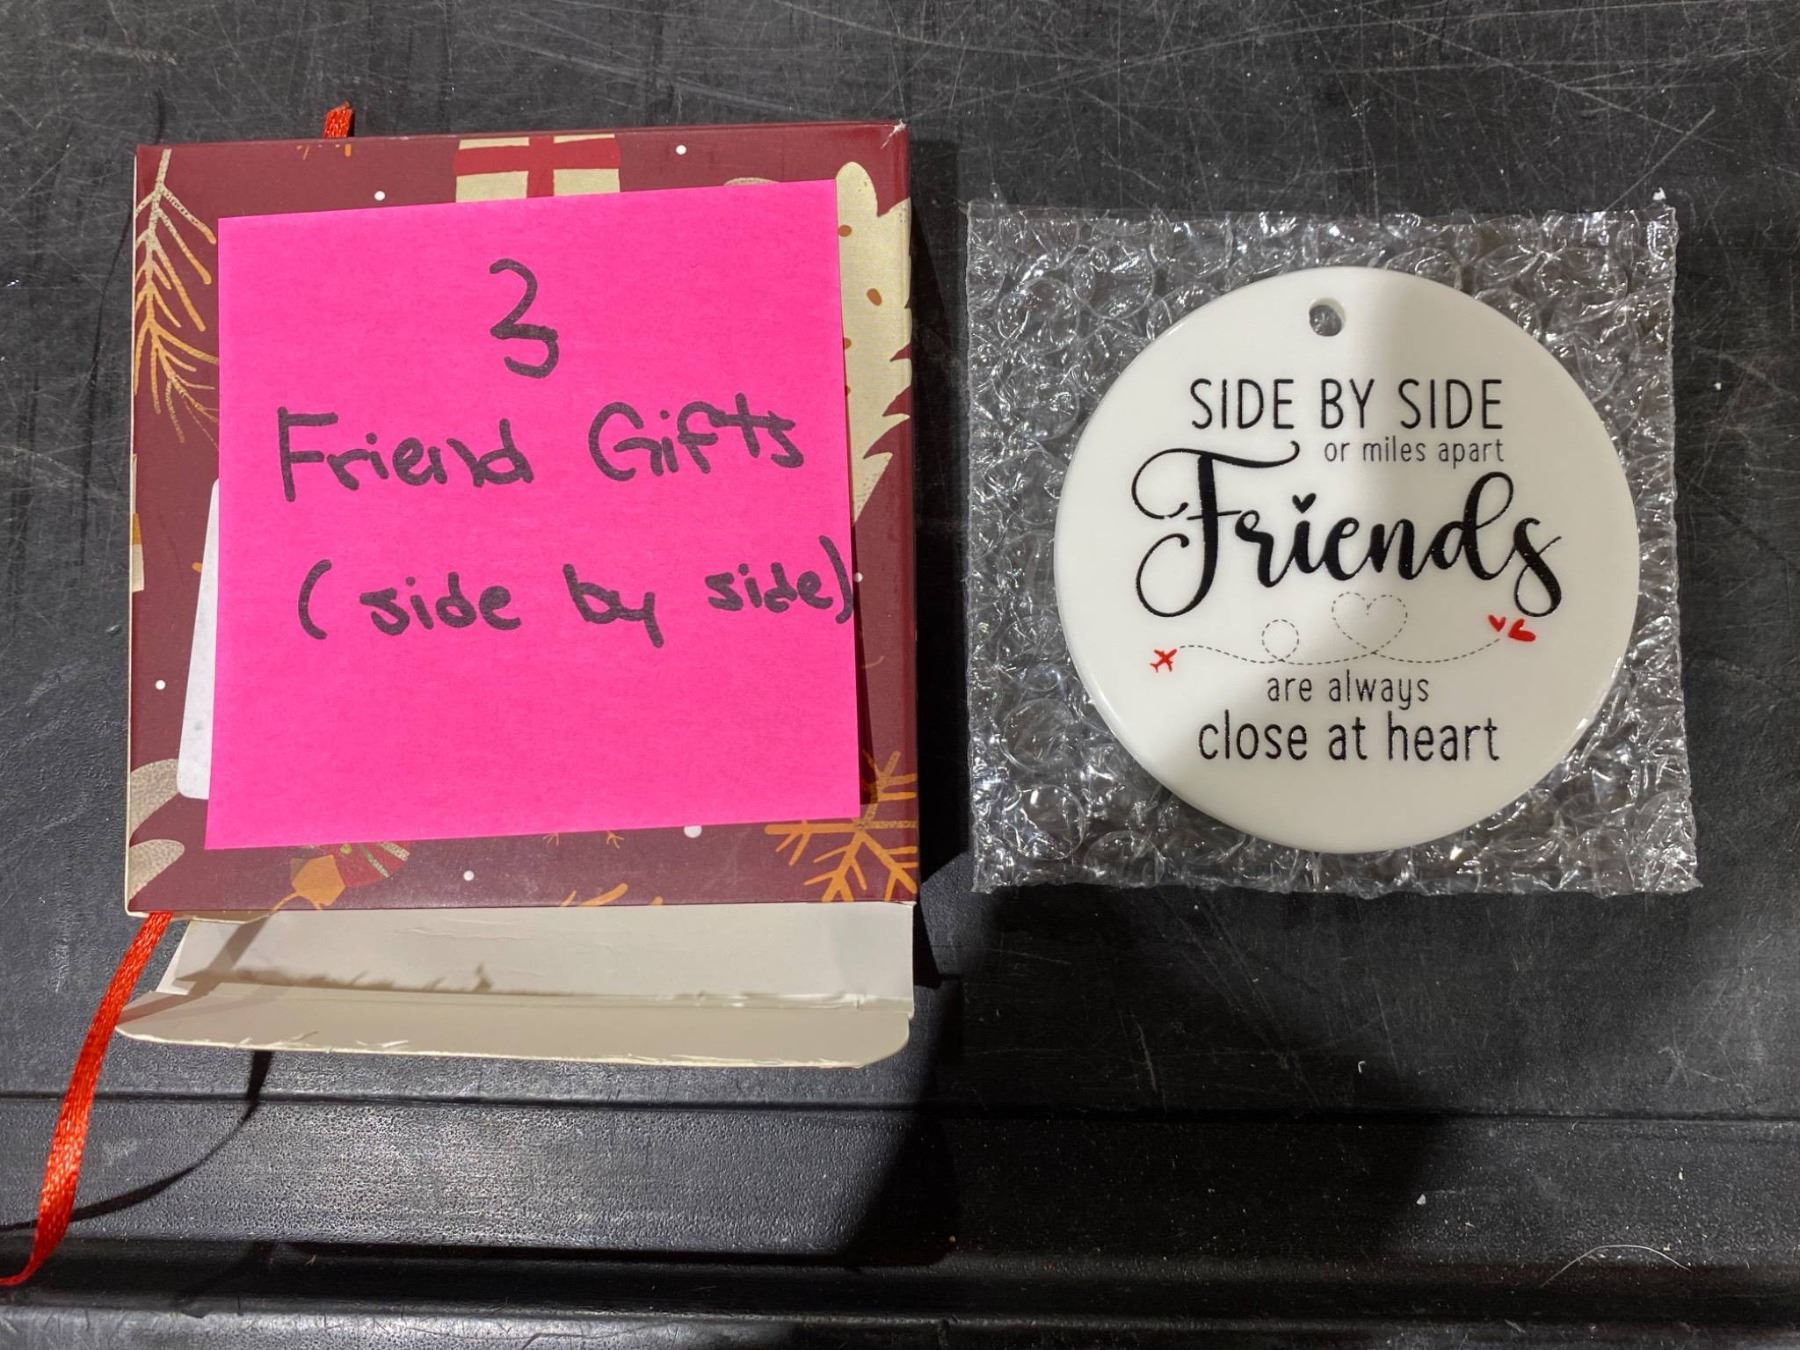 3
Friend Gifts
(side by side)
SIDE BY SIDE
or miles apart
Friends
are always
close at heart